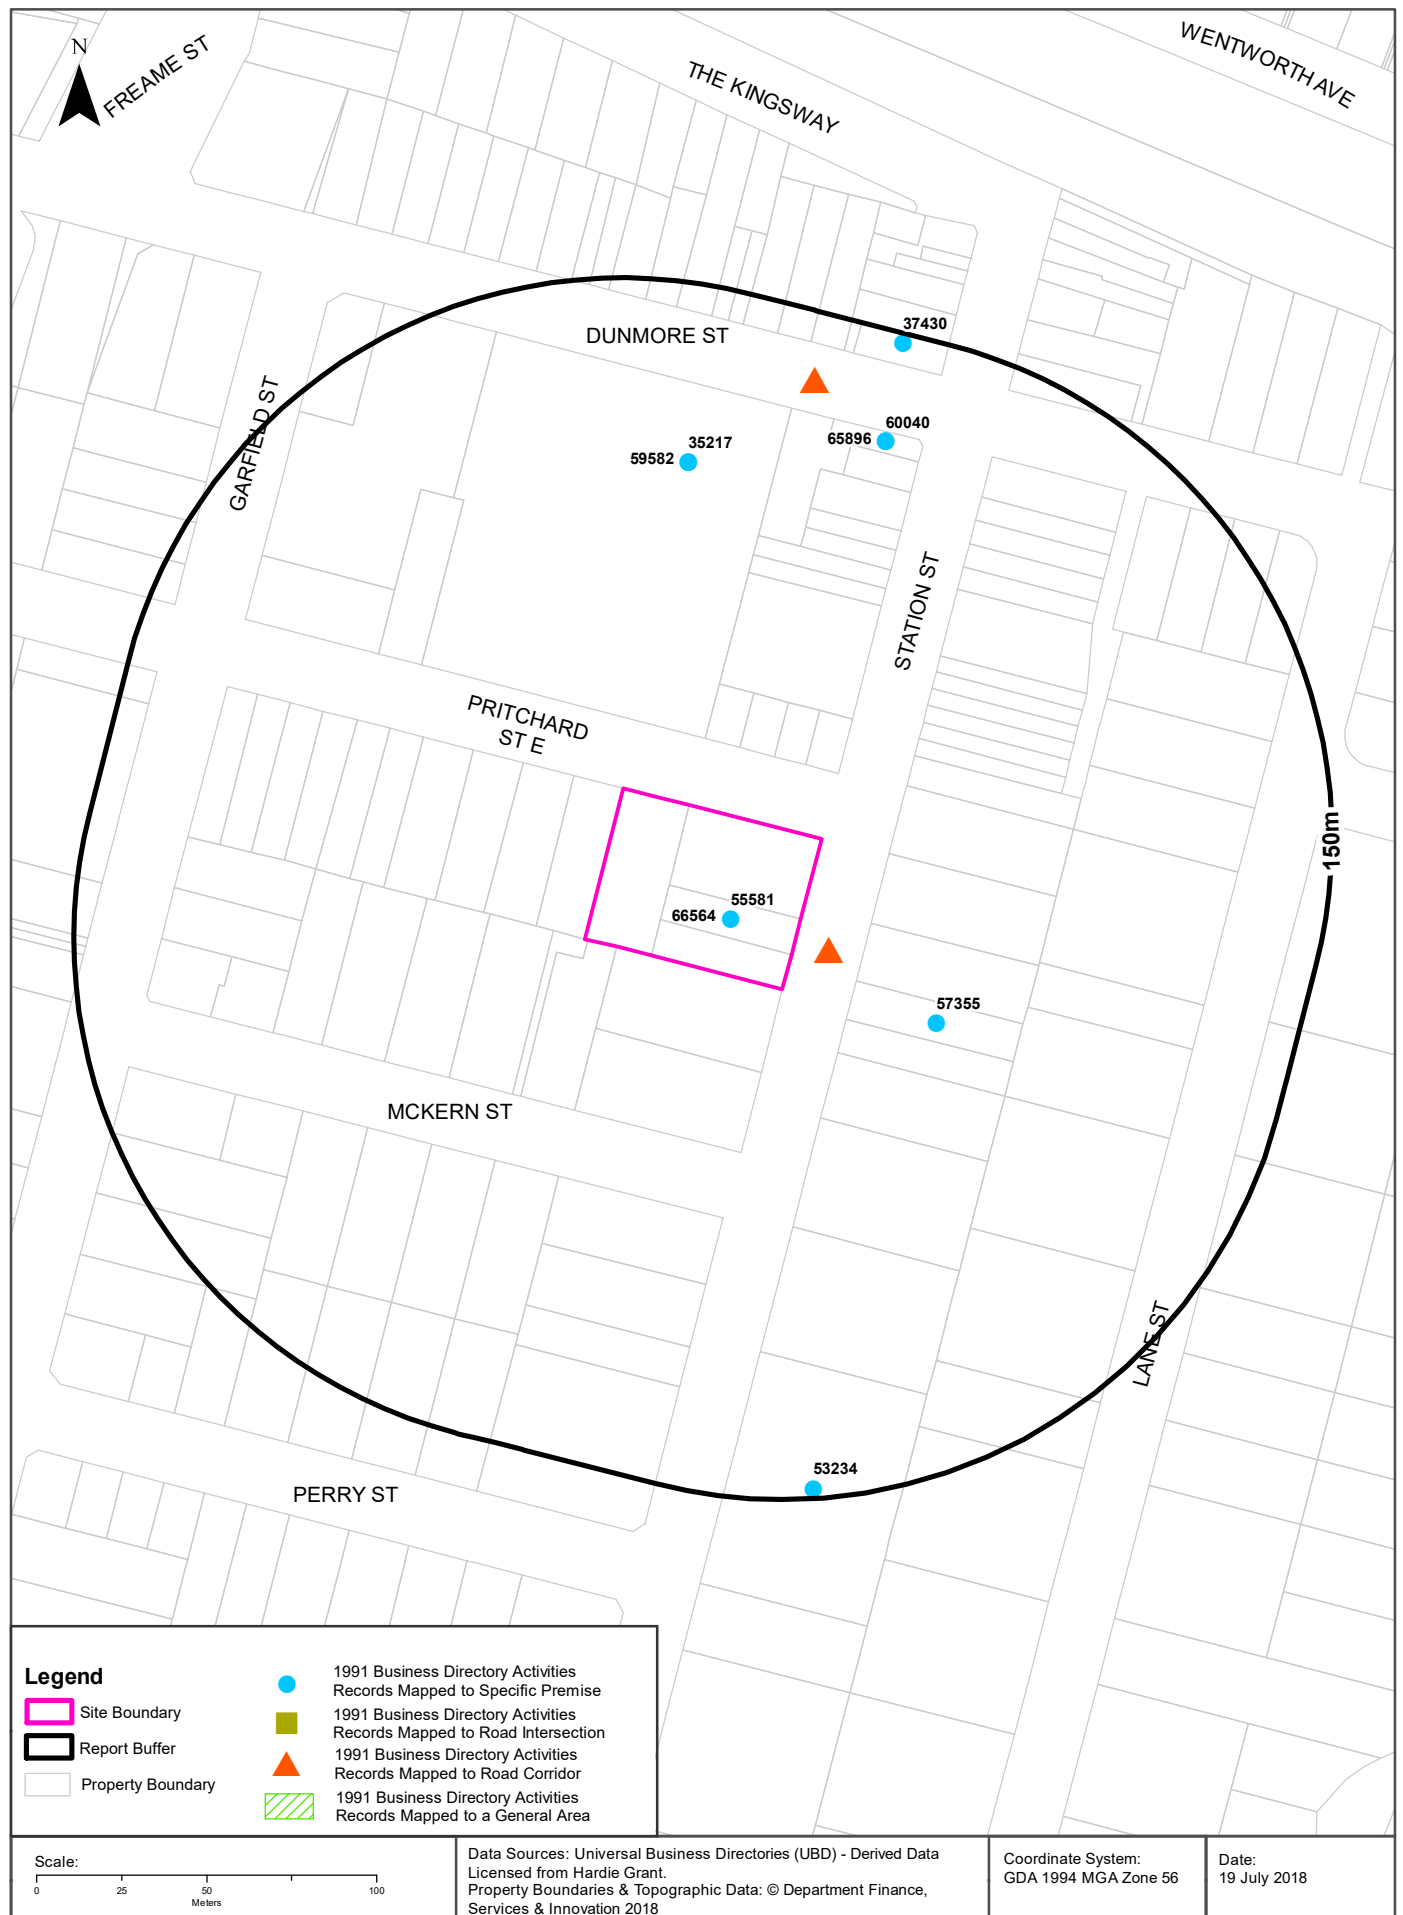 N
FREAME ST
THE KINGSWAY
WENTWORTH AVE
37430
DUNMORE ST
60040
65896
35217
59582
GARFIELD ST
STATION ST
PRITCHARD
ST E
150m
55581
66564
57355
MCKERN ST
LANE ST
53234
PERRY ST
Legend
Site Boundary
Report Buffer
Property Boundary
1991 Business Directory Activities
Records Mapped to Specific Premise
1991 Business Directory Activities
Records Mapped to Road Intersection
1991 Business Directory Activities
Records Mapped to Road Corridor
1991 Business Directory Activities
Records Mapped to a General Area
Scale:
0 25 50 100
Meters
Data Sources: Universal Business Directories (UBD) - Derived Data
Licensed from Hardie Grant.
Property Boundaries & Topographic Data: © Department Finance,
Services & Innovation 2018
Coordinate System:
GDA 1994 MGA Zone 56
Date:
19 July 2018